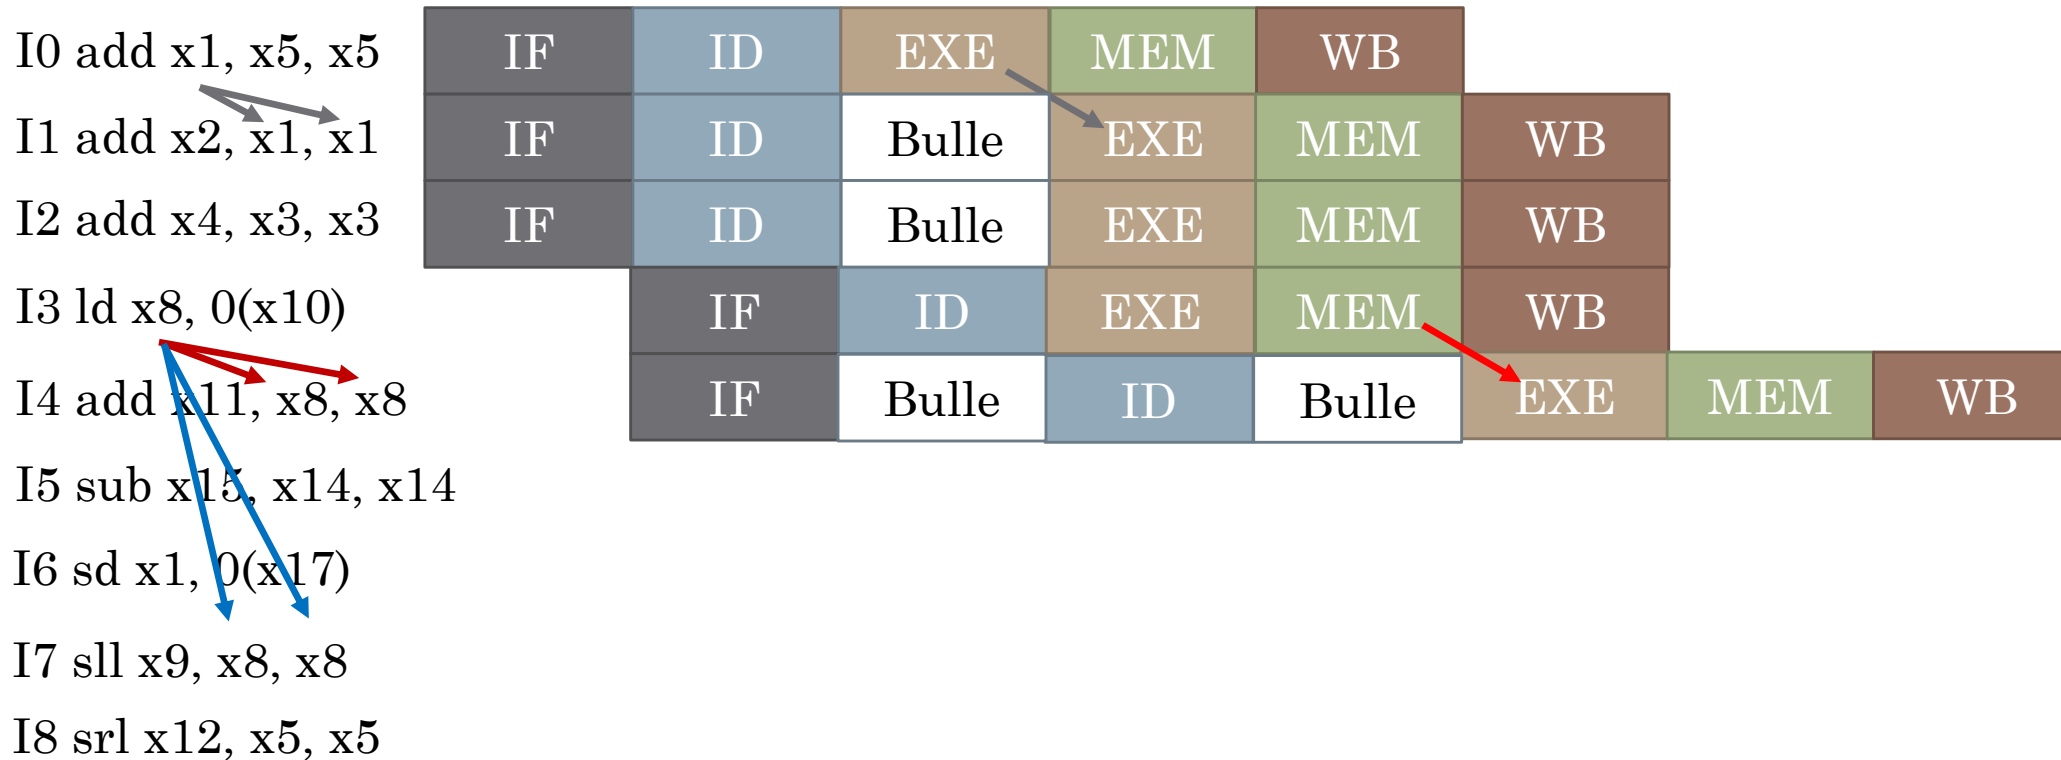 I0 add x1, x5, x5 IF ID EXE MEM WB
I1 add x2, x1, x1 IF ID Bulle EXE MEM WB
I2 add x4, x3, x3 IF ID Bulle EXE MEM WB
I3 ld x8, 0(x10) IF ID EXE MEM WB
I4 add x11, x8, x8 IF Bulle ID Bulle EXE MEM WB
I5 sub x15, x14, x14
I6 sd x1, 0(x17)
I7 sll x9, x8, x8
I8 srl x12, x5, x5